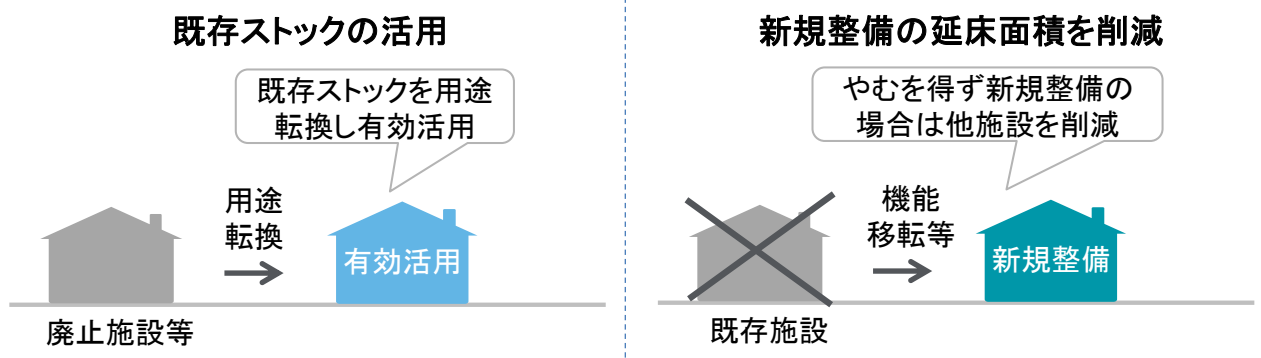 既存ストックの活用
既存ストックを用途
転換し有効活用
用途
転換
有効活用
廃止施設等
新規整備の延床面積を削減
やむを得ず新規整備の
場合は他施設を削減
機能
移転等
新規整備
既存施設